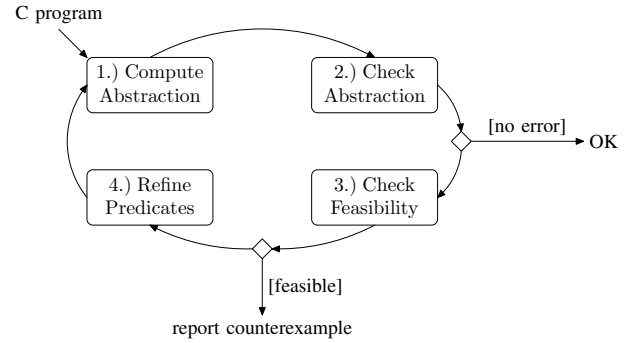 C program
1.) Compute
Abstraction
2.) Check
Abstraction
[no error]
OK
4.) Refine
Predicates
3.) Check
Feasibility
[feasible]
report counterexample